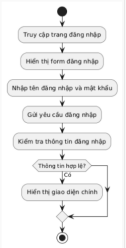 Truy cập trang đăng nhập
Hiển thị form đăng nhập
Nhập tên đăng nhập và mật khẩu
Gửi yêu cầu đăng nhập
Kiểm tra thông tin đăng nhập
Thông tin hợp lệ?
Có
Hiển thị giao diện chính